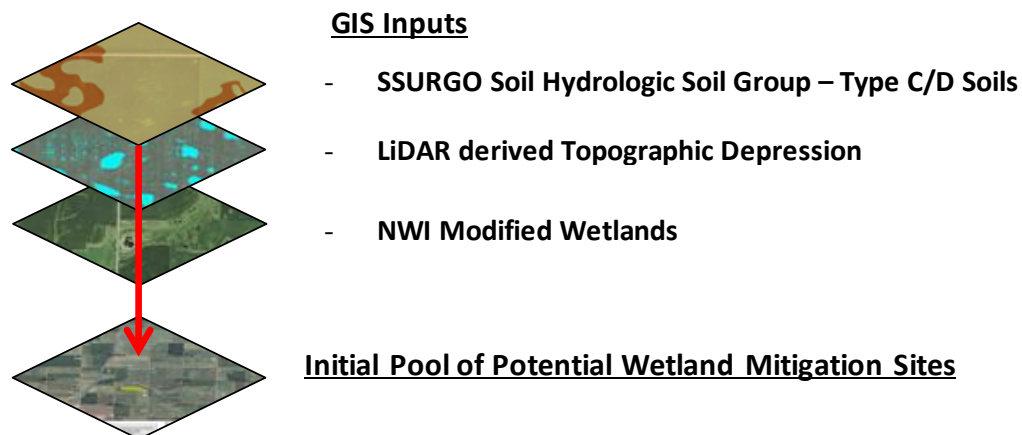 GIS Inputs
- SSURGO Soil Hydrologic Soil Group – Type C/D Soils
- LiDAR derived Topographic Depression
- NWI Modified Wetlands
Initial Pool of Potential Wetland Mitigation Sites